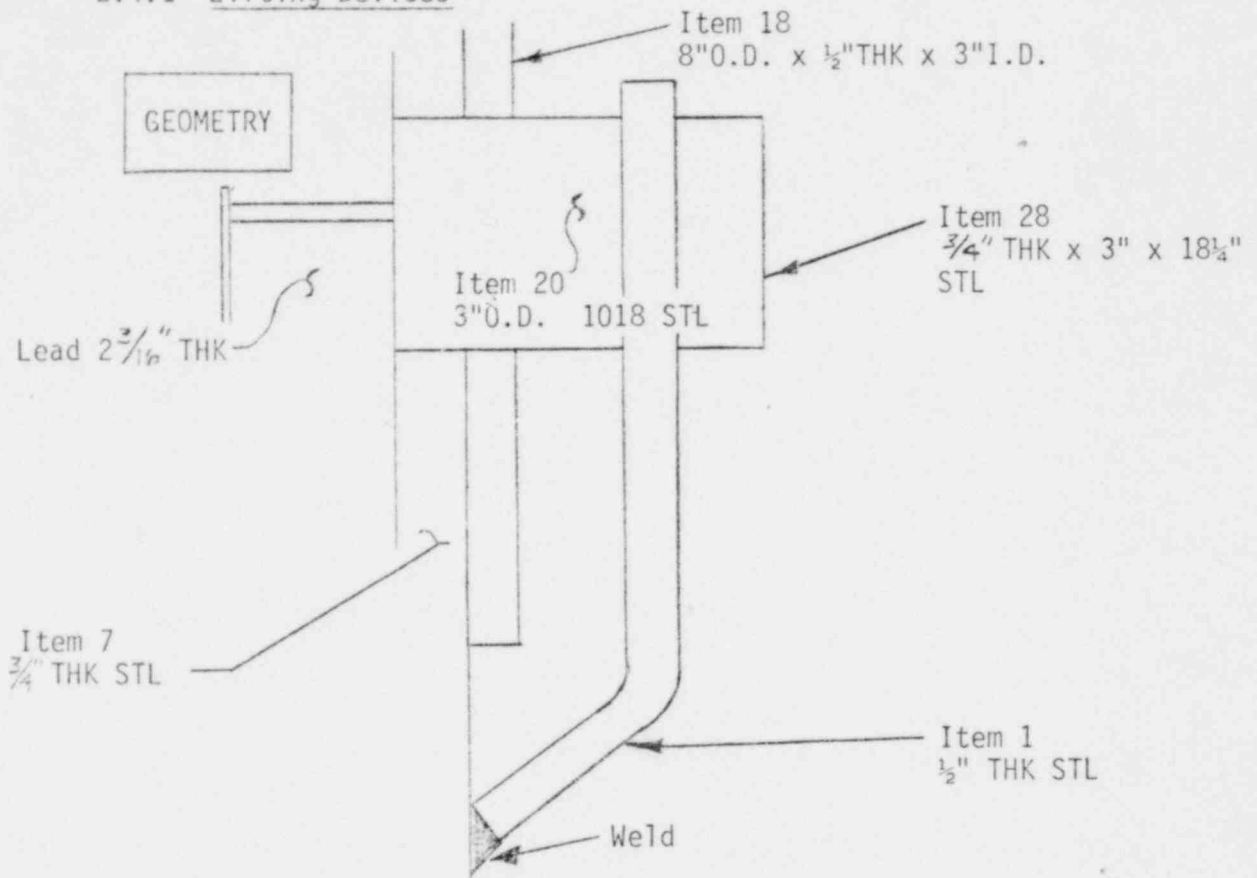 Item 18
8"O.D. x ½"THK x 3"I.D.
GEOMETRY
Item 28
3/4" THK x 3" x 18¼"
STL
Item 20
3"O.D. 1018 STL
Lead 2 3/16" THK
Item 7
3/4" THK STL
Item 1
½" THK STL
Weld